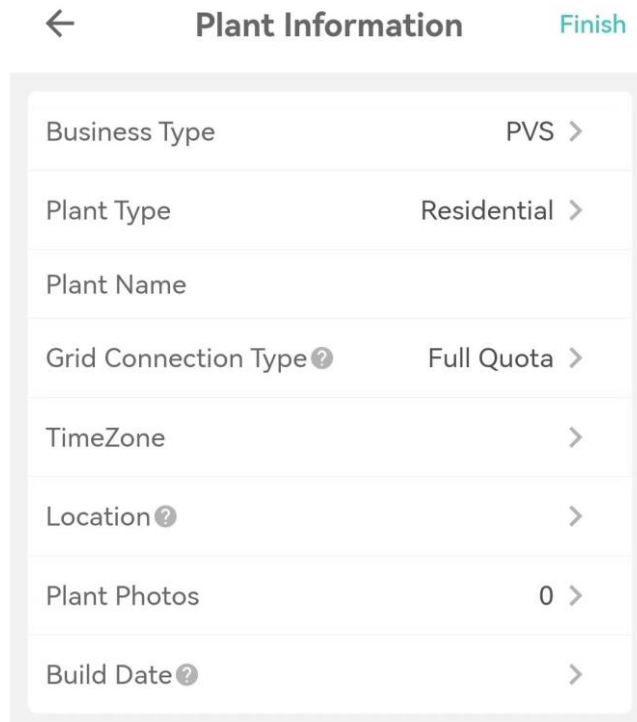 Plant Information Finish
Business Type PVS
Plant Type Residential
Plant Name
Grid Connection Type Full Quota
TimeZone
Location
Plant Photos 0
Build Date